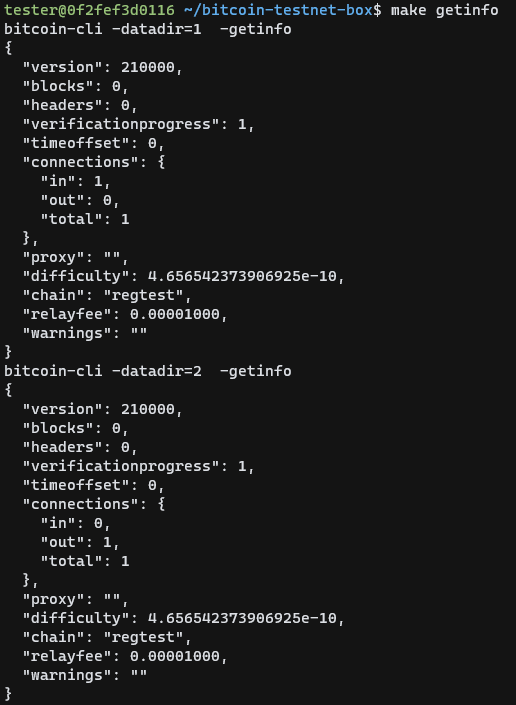 tester@0f2fef3d0116 ~/bitcoin-testnet-box$ make getinfo
bitcoin-cli -datadir=1  -getinfo
{
  "version": 210000,
  "blocks": 0,
  "headers": 0,
  "verificationprogress": 1,
  "timeoffset": 0,
  "connections": {
    "in": 1,
    "out": 0,
    "total": 1
  },
  "proxy": "",
  "difficulty": 4.656542373906925e-10,
  "chain": "regtest",
  "relayfee": 0.00001000,
  "warnings": ""
}
bitcoin-cli -datadir=2  -getinfo
{
  "version": 210000,
  "blocks": 0,
  "headers": 0,
  "verificationprogress": 1,
  "timeoffset": 0,
  "connections": {
    "in": 0,
    "out": 1,
    "total": 1
  },
  "proxy": "",
  "difficulty": 4.656542373906925e-10,
  "chain": "regtest",
  "relayfee": 0.00001000,
  "warnings": ""
}